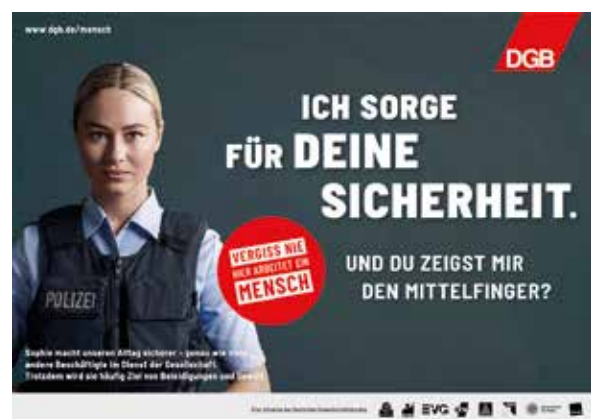 www.dgb.de/mensch
DGB
ICH SORGE
FÜR DEINE
SICHERHEIT.
VERGISS NIE
HIER ARBEITET EIN
MENSCH
UND DU ZEIGST MIR
DEN MITTELFINGER?
POLIZEI
Sophie macht unseren Alltag sicherer – genau wie viele
andere Beschäftigte im Dienst der Gesellschaft.
Trotzdem wird sie häufig Ziel von Beleidigungen und Gewalt.
EVG